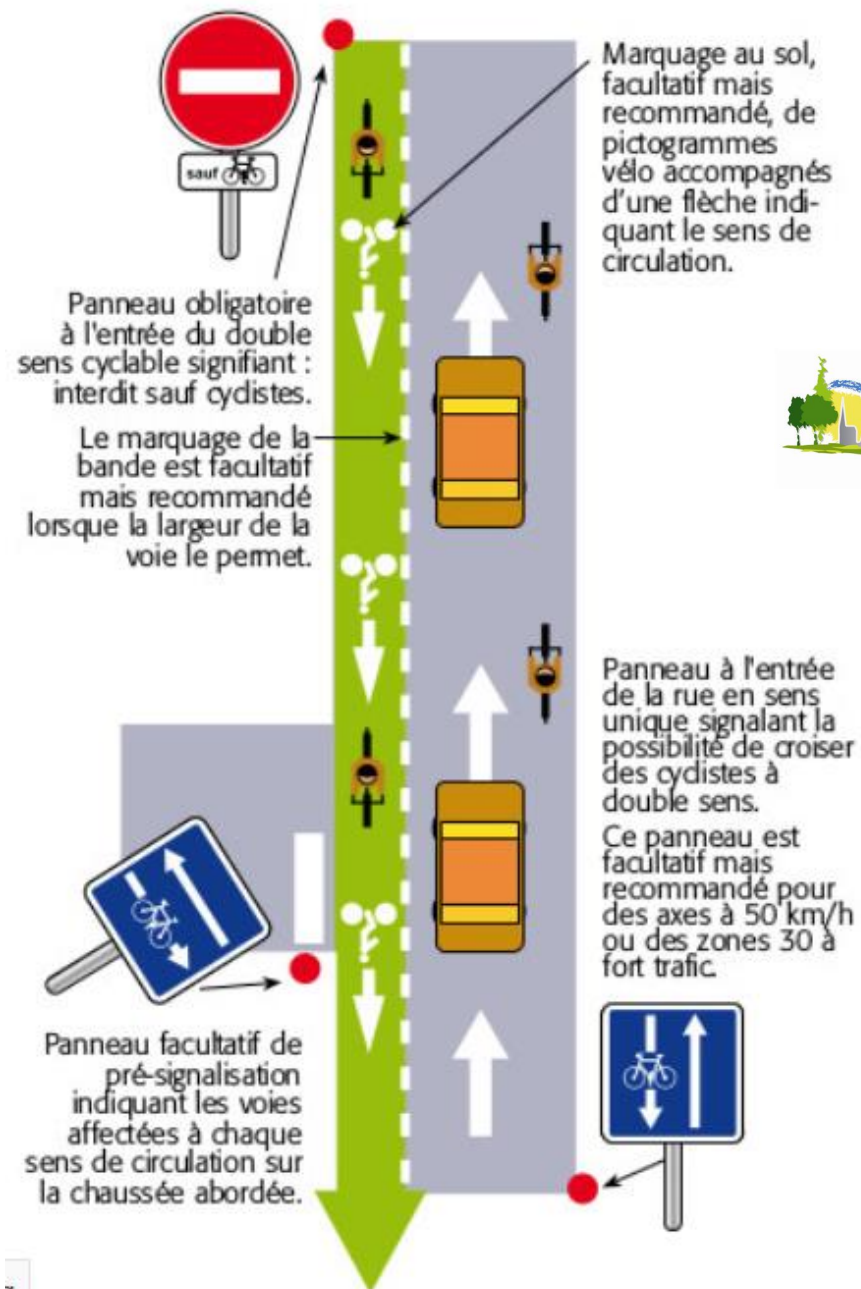 sauf
Panneau obligatoire
à l'entrée du double
sens cyclable signifiant :
interdit sauf cyclistes.
Marquage au sol,
facultatif mais
recommandé, de
pictogrammes
vélo accompagnés
d'une flèche indi-
quant le sens de
circulation.
Le marquage de la
bande est facultatif
mais recommandé
lorsque la largeur de la
voie le permet.
Panneau à l'entrée
de la rue en sens
unique signalant la
possibilité de croiser
des cyclistes à
double sens.
Ce panneau est
facultatif mais
recommandé pour
des axes à 50 km/h
ou des zones 30 à
fort trafic.
Panneau facultatif de
pré-signalisation
indiquant les voies
affectées à chaque
sens de circulation sur
la chaussée abordée.